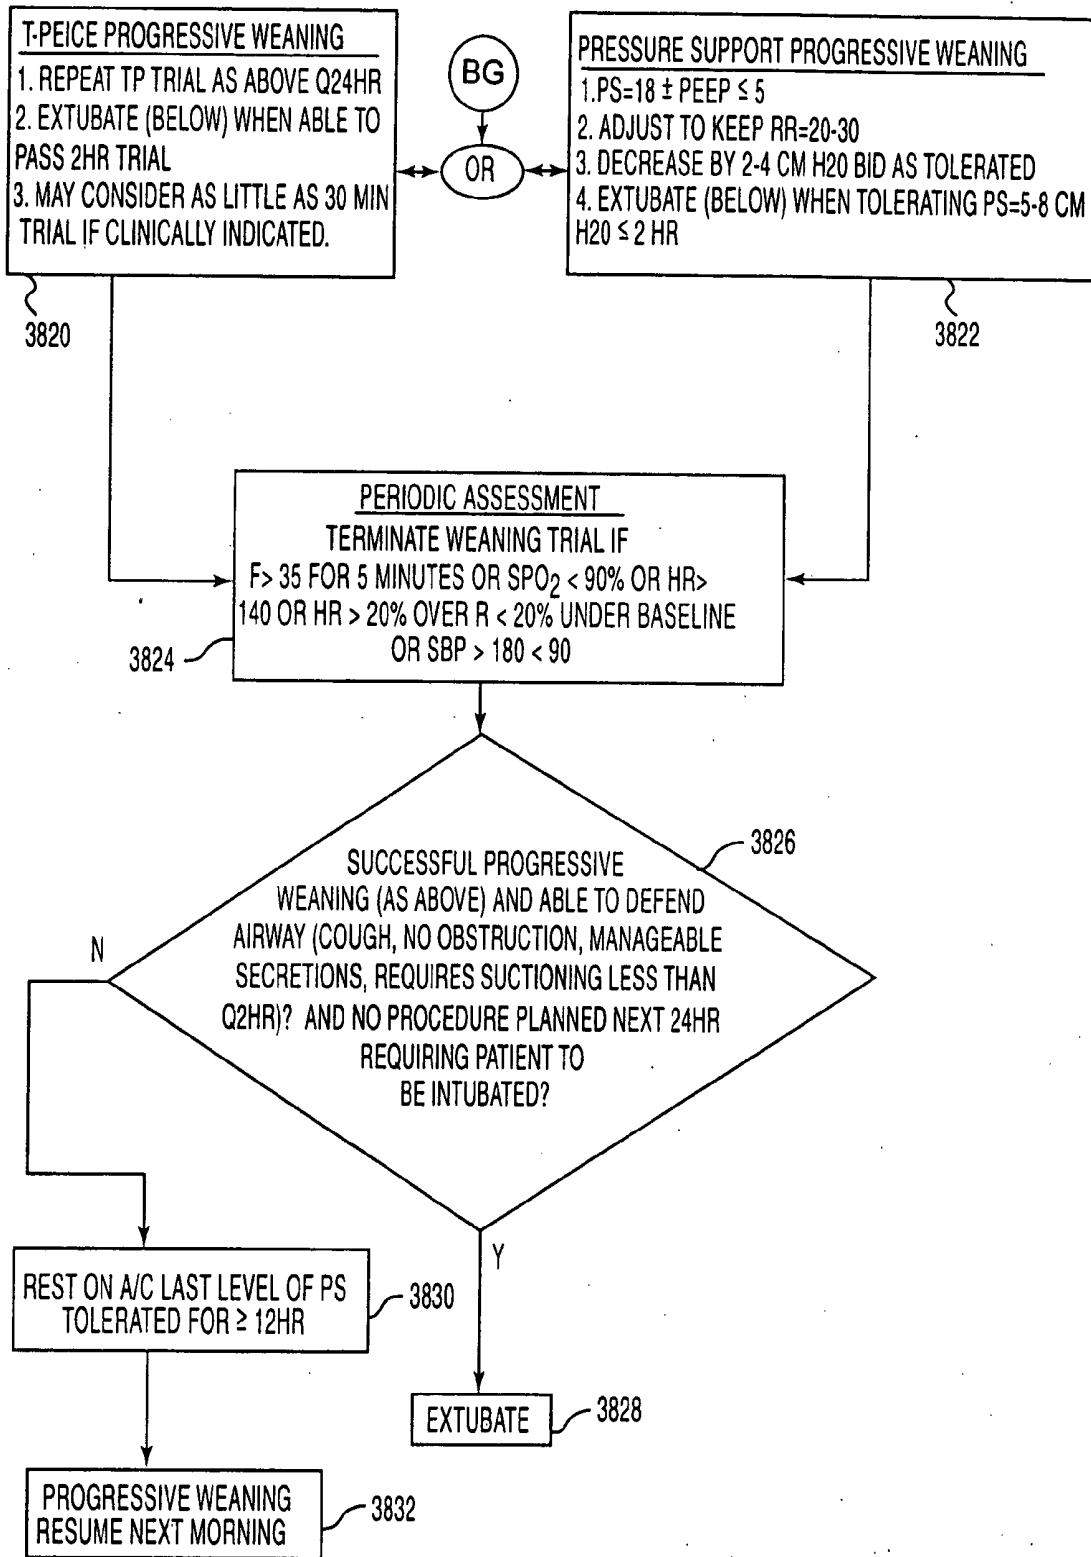 T-PEICE PROGRESSIVE WEANING
1. REPEAT TP TRIAL AS ABOVE Q24HR
2. EXTUBATE (BELOW) WHEN ABLE TO
PASS 2HR TRIAL
3. MAY CONSIDER AS LITTLE AS 30 MIN
TRIAL IF CLINICALLY INDICATED.
3820
BG
OR
PRESSURE SUPPORT PROGRESSIVE WEANING
1.PS=18 ± PEEP ≤ 5
2. ADJUST TO KEEP RR=20-30
3. DECREASE BY 2-4 CM H20 BID AS TOLERATED
4. EXTUBATE (BELOW) WHEN TOLERATING PS=5-8 CM
H20 ≤ 2 HR
3822
PERIODIC ASSESSMENT
TERMINATE WEANING TRIAL IF
F> 35 FOR 5 MINUTES OR SPO₂ < 90% OR HR>
140 OR HR > 20% OVER R < 20% UNDER BASELINE
OR SBP > 180 < 90
3824
SUCCESSFUL PROGRESSIVE
WEANING (AS ABOVE) AND ABLE TO DEFEND
AIRWAY (COUGH, NO OBSTRUCTION, MANAGEABLE
SECRETIONS, REQUIRES SUCTIONING LESS THAN
Q2HR)? AND NO PROCEDURE PLANNED NEXT 24HR
REQUIRING PATIENT TO
BE INTUBATED?
3826
N
Y
REST ON A/C LAST LEVEL OF PS
TOLERATED FOR ≥ 12HR
3830
EXTUBATE
3828
PROGRESSIVE WEANING
RESUME NEXT MORNING
3832